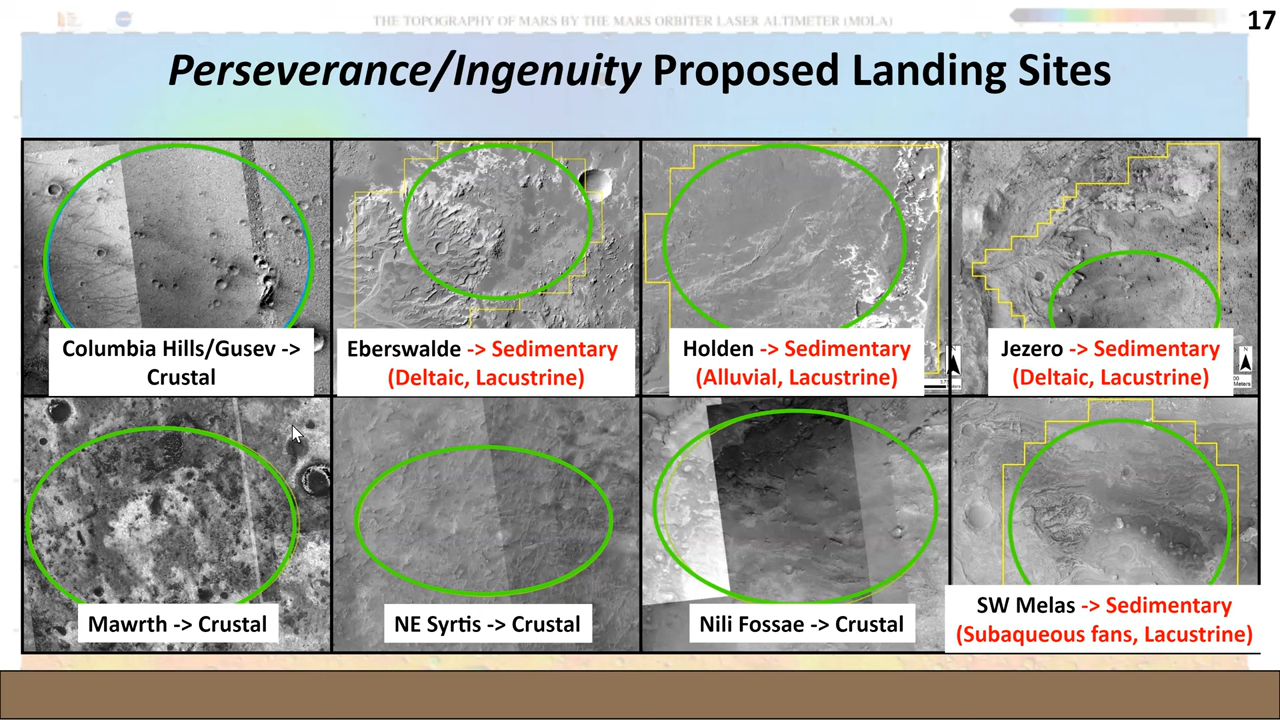 THE TOPOGRAPHY OF MARS BY THE MARS ORBITER LASER ALTIMETER (MOLA)
17
Perseverance/Ingenuity Proposed Landing Sites
Columbia Hills/Gusev ->
Crustal
Eberswalde -> Sedimentary
(Deltaic, Lacustrine)
Holden -> Sedimentary
(Alluvial, Lacustrine)
Jezero -> Sedimentary
(Deltaic, Lacustrine)
Mawrth -> Crustal
NE Syrtis -> Crustal
Nili Fossae -> Crustal
SW Melas -> Sedimentary
(Subaqueous fans, Lacustrine)